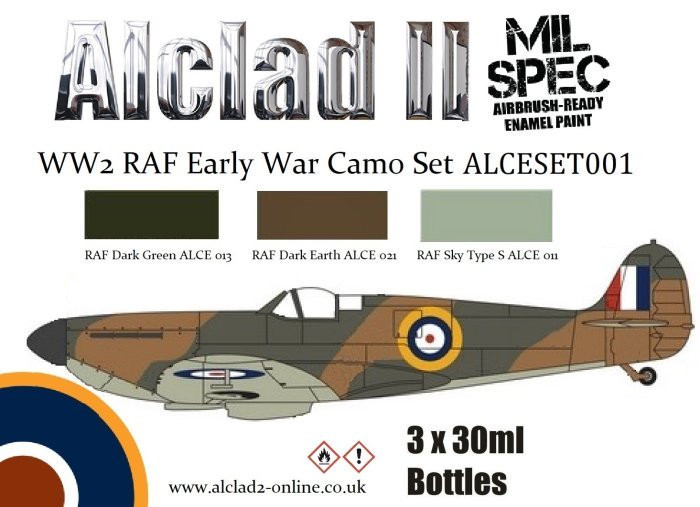 Alclad II
MIL
SPEC
AIRBRUSH-READY
ENAMEL PAINT
WW2 RAF Early War Camo Set ALCESET001
RAF Dark Green ALCE 013
RAF Dark Earth ALCE 021
RAF Sky Type S ALCE 011
3 x 30ml
Bottles
www.alclad2-online.co.uk